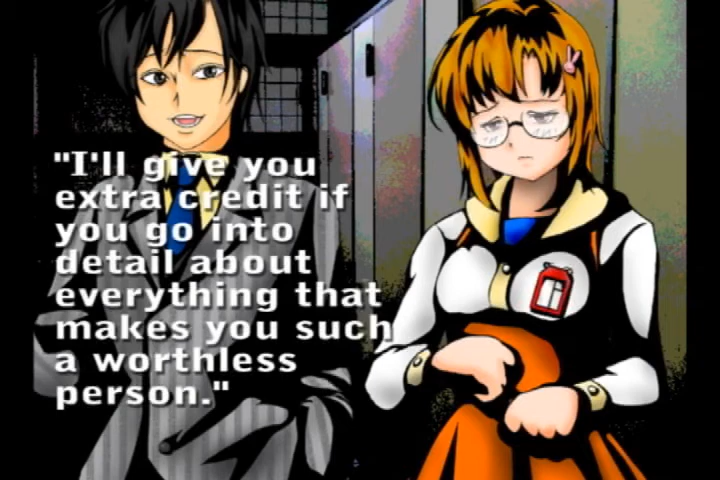 "I'll give you
extra credit if
you go into
detail about
everything that
makes you such
a worthless
person."